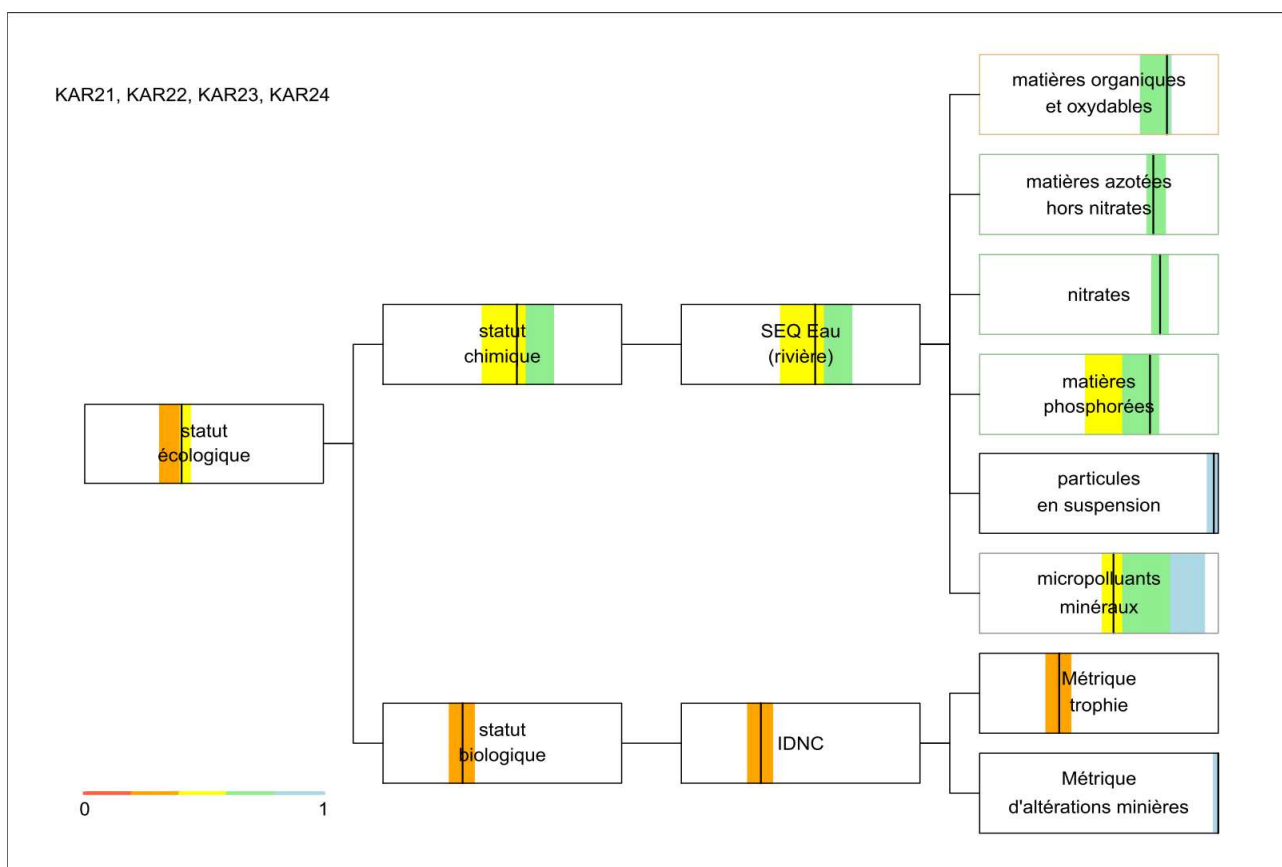 KAR21, KAR22, KAR23, KAR24
matières organiques
et oxydables
matières azotées
hors nitrates
nitrates
statut
chimique
SEQ Eau
(rivière)
matières
phosphorées
statut
écologique
particules
en suspension
micropolluants
minéraux
Métrique
trophie
statut
biologique
IDNC
Métrique
d'altérations minières
0
1